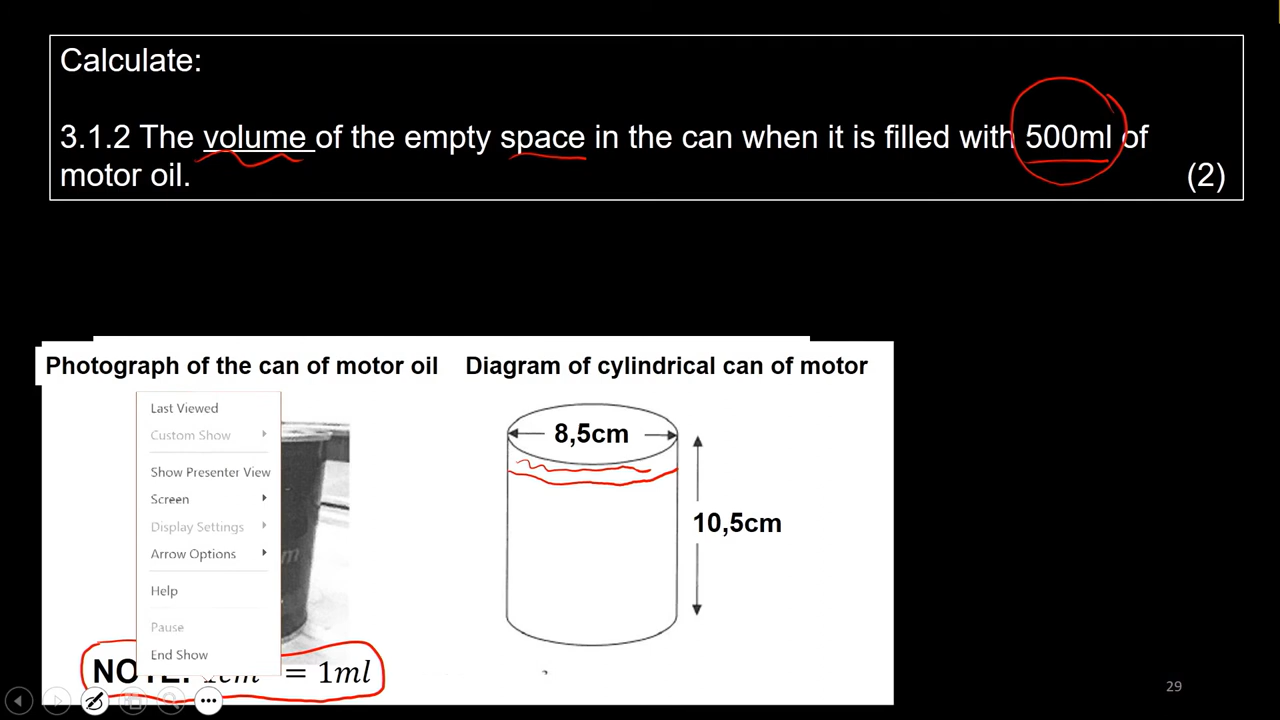 Calculate:
3.1.2 The volume of the empty space in the can when it is filled with 500ml of
motor oil.
(2)
Photograph of the can of motor oil
Diagram of cylindrical can of motor
Last Viewed
Custom Show
Show Presenter View
Screen
Display Settings
Arrow Options
Help
Pause
End Show
8,5cm
10,5cm
= 1ml
29